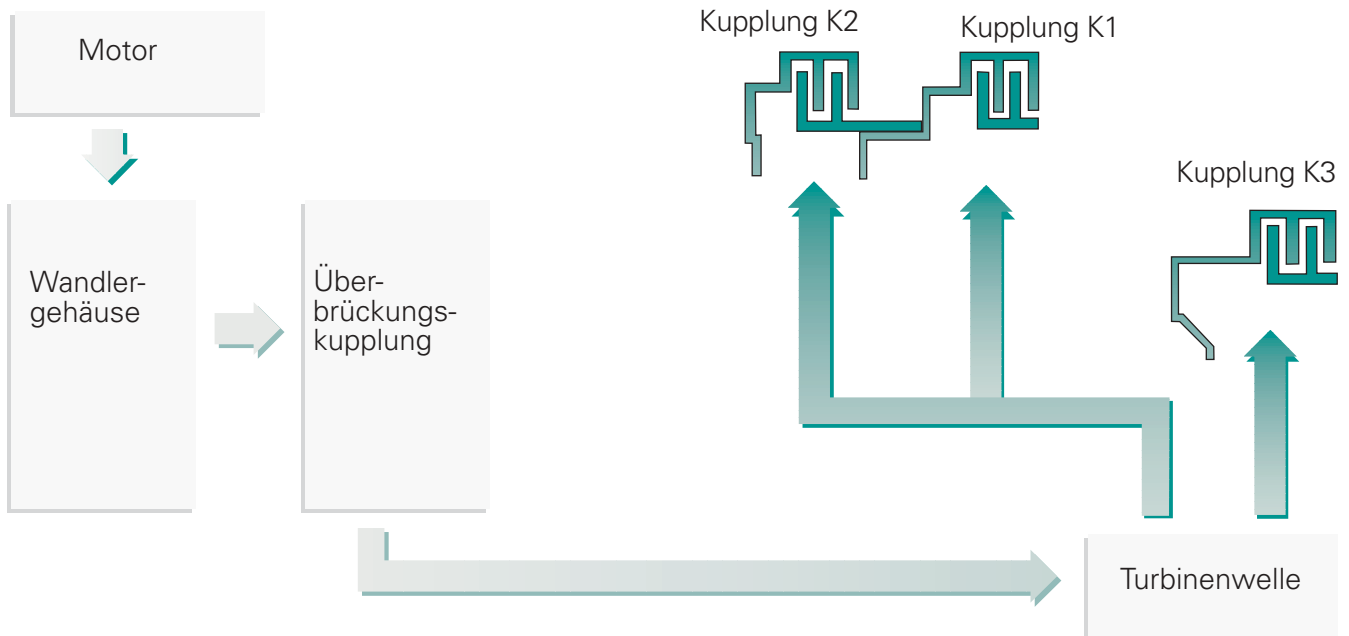 Motor
Kupplung K2
Kupplung K1
Kupplung K3
Wandler-
gehäuse
Über-
brückungs-
kupplung
Turbinenwelle